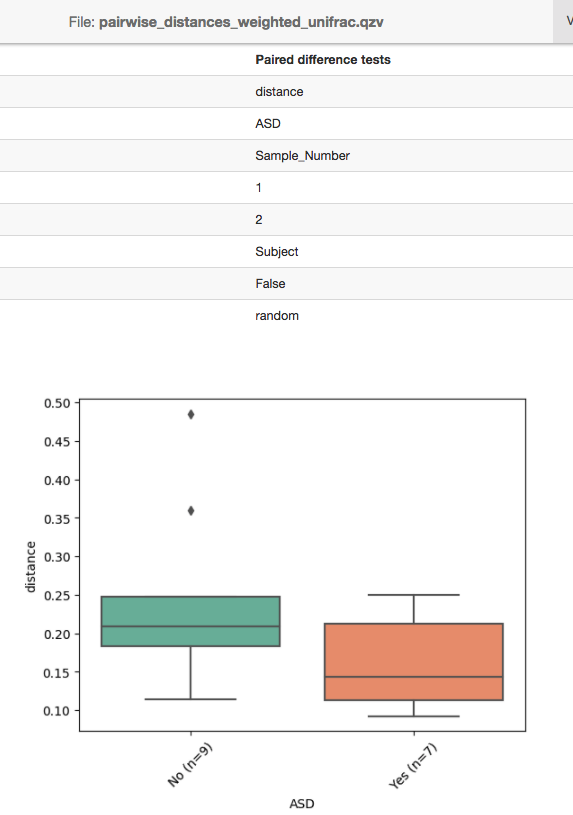 File: pairwise_distances_weighted_unifrac.qzv
V
Paired difference tests
distance
ASD
Sample_Number
1
2
Subject
False
random
0.50
0.45
0.40
0.35
0.30
0.25
0.20
0.15
0.10
distance
No (n=9)
Yes (n=7)
ASD